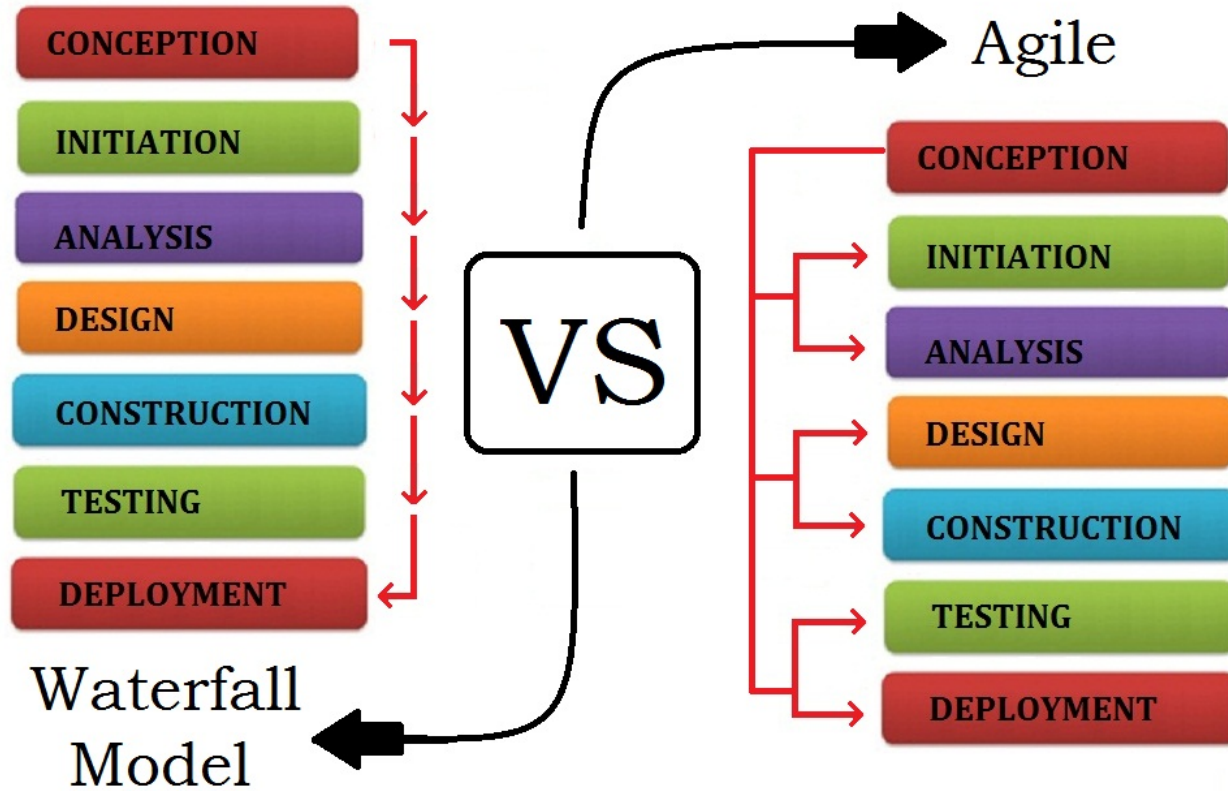 CONCEPTION
INITIATION
ANALYSIS
DESIGN
CONSTRUCTION
TESTING
DEPLOYMENT
Waterfall
Model
VS
Agile
CONCEPTION
INITIATION
ANALYSIS
DESIGN
CONSTRUCTION
TESTING
DEPLOYMENT